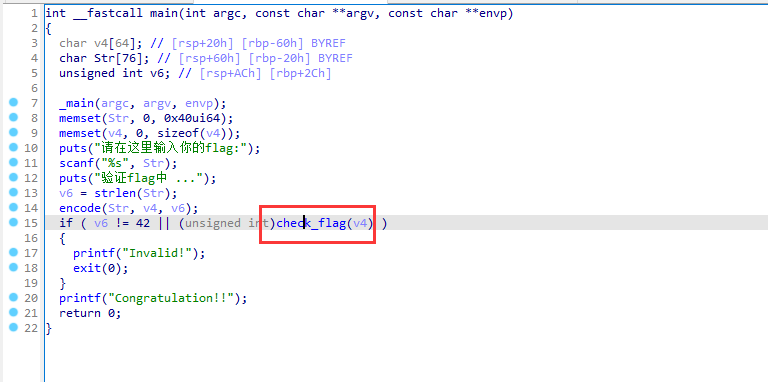 1 int __fastcall main(int argc, const char **argv, const char **envp)
2 {
3 char v4[64]; // [rsp+20h] [rbp-60h] BYREF
4 char Str[76]; // [rsp+60h] [rbp-20h] BYREF
5 unsigned int v6; // [rsp+ACh] [rbp+2Ch]
6
7 _main(argc, argv, envp);
8 memset(Str, 0, 0x40ui64);
9 memset(v4, 0, sizeof(v4));
10 puts("请在这里输入你的flag:");
11 scanf("%s", Str);
12 puts("验证flag中 ...");
13 v6 = strlen(Str);
14 encode(Str, v4, v6);
15 if ( v6 != 42 || (unsigned int)check_flag(v4) )
16 {
17 printf("Invalid!");
18 exit(0);
19 }
20 printf("Congratulation!!");
21 return 0;
22 }